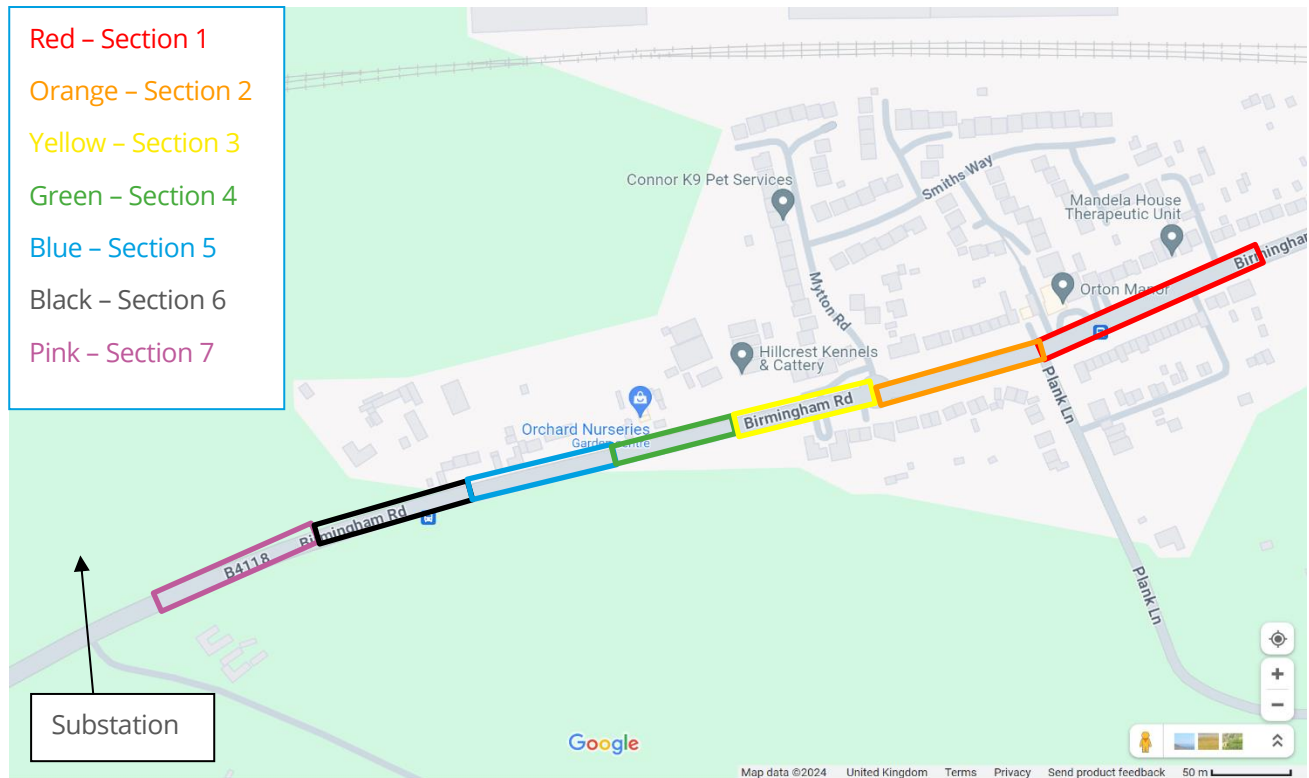 Red – Section 1
Orange – Section 2
Yellow – Section 3
Green – Section 4
Blue – Section 5
Black – Section 6
Pink – Section 7
Connor K9 Pet Services
Smiths Way
Mandela House
Therapeutic Unit
Birmingham
Mytton Rd
Orton Manor
Hillcrest Kennels
& Cattery
Plank Ln
Birmingham Rd
Orchard Nurseries
Garden centre
Birmingham Rd
B4118
Plank Ln
Substation
Google
Map data ©2024 United Kingdom Terms Privacy Send product feedback 50 m